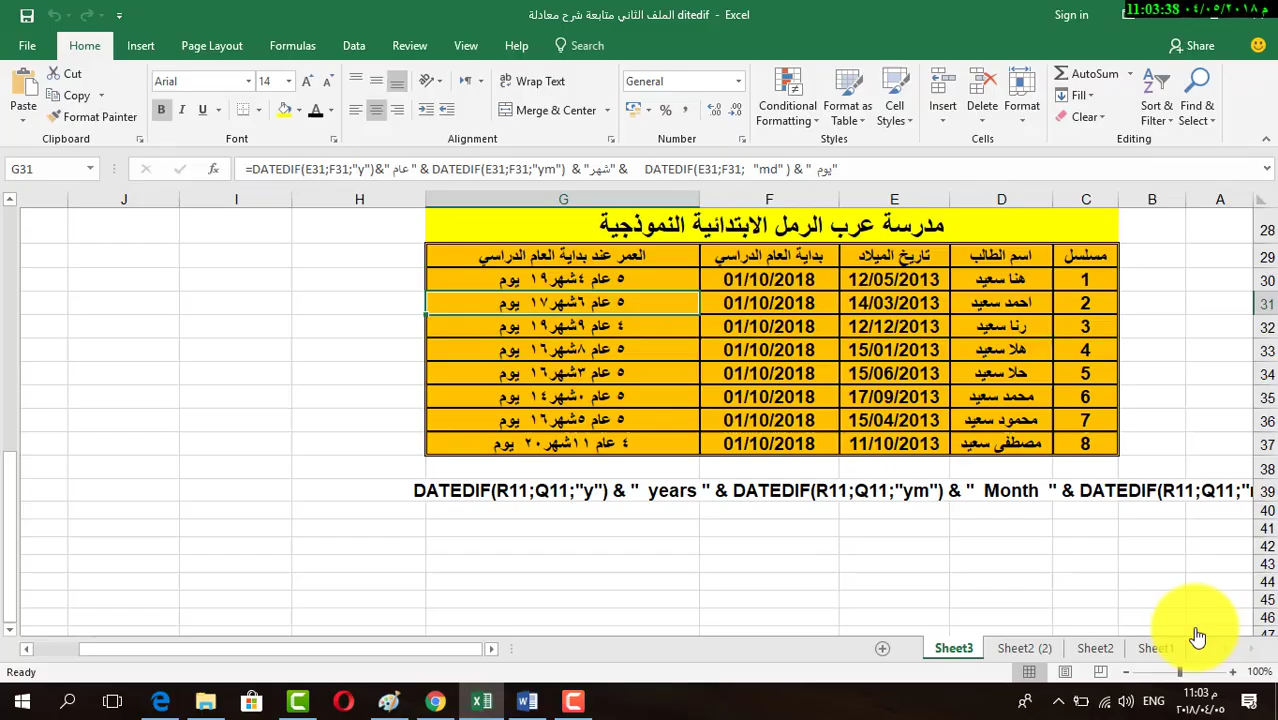 11:03:38 م ٠٤/٠٥/٢٠١٨
ditedif الملف الثاني متابعة شرح معادلة - Excel
Sign in
File Home Insert Page Layout Formulas Data Review View Help Search Share
Paste
Cut
Copy
Format Painter
Arial 14
B I U
Wrap Text
Merge & Center
General
Conditional Formatting
Format as Table
Cell Styles
Insert Delete Format
AutoSum
Fill
Clear
Sort & Filter
Find & Select
Clipboard Font Alignment Number Styles Cells Editing
G31
=DATEDIF(E31;F31;"y")&" عام " & DATEDIF(E31;F31;"ym") & "شهر" & DATEDIF(E31;F31; "md" ) & " يوم"
J I H G F E D C B A
مدرسة عرب الرمل الابتدائية النموذجية 28
مسلسل اسم الطالب تاريخ الميلاد بداية العام الدراسي العمر عند بداية العام الدراسي 29
1 هنا سعيد 12/05/2013 01/10/2018 ٥ عام ٤شهر١٩ يوم 30
2 احمد سعيد 14/03/2013 01/10/2018 ٥ عام ٦شهر١٧ يوم 31
3 رنا سعيد 12/12/2013 01/10/2018 ٤ عام ٩شهر١٩ يوم 32
4 هلا سعيد 15/01/2013 01/10/2018 ٥ عام ٨شهر١٦ يوم 33
5 حلا سعيد 15/06/2013 01/10/2018 ٥ عام ٣شهر١٦ يوم 34
6 محمد سعيد 17/09/2013 01/10/2018 ٥ عام ٠شهر١٤ يوم 35
7 محمود سعيد 15/04/2013 01/10/2018 ٥ عام ٥شهر١٦ يوم 36
8 مصطفي سعيد 11/10/2013 01/10/2018 ٤ عام ١١شهر٢٠ يوم 37
38
DATEDIF(R11;Q11;"y") & " years " & DATEDIF(R11;Q11;"ym") & " Month " & DATEDIF(R11;Q11;" 39
40
41
42
43
44
45
46
47
Sheet3 Sheet2 (2) Sheet2 Sheet1
Ready
100%
ENG
11:03 م
٢٠١٨/٠٤/٠٥